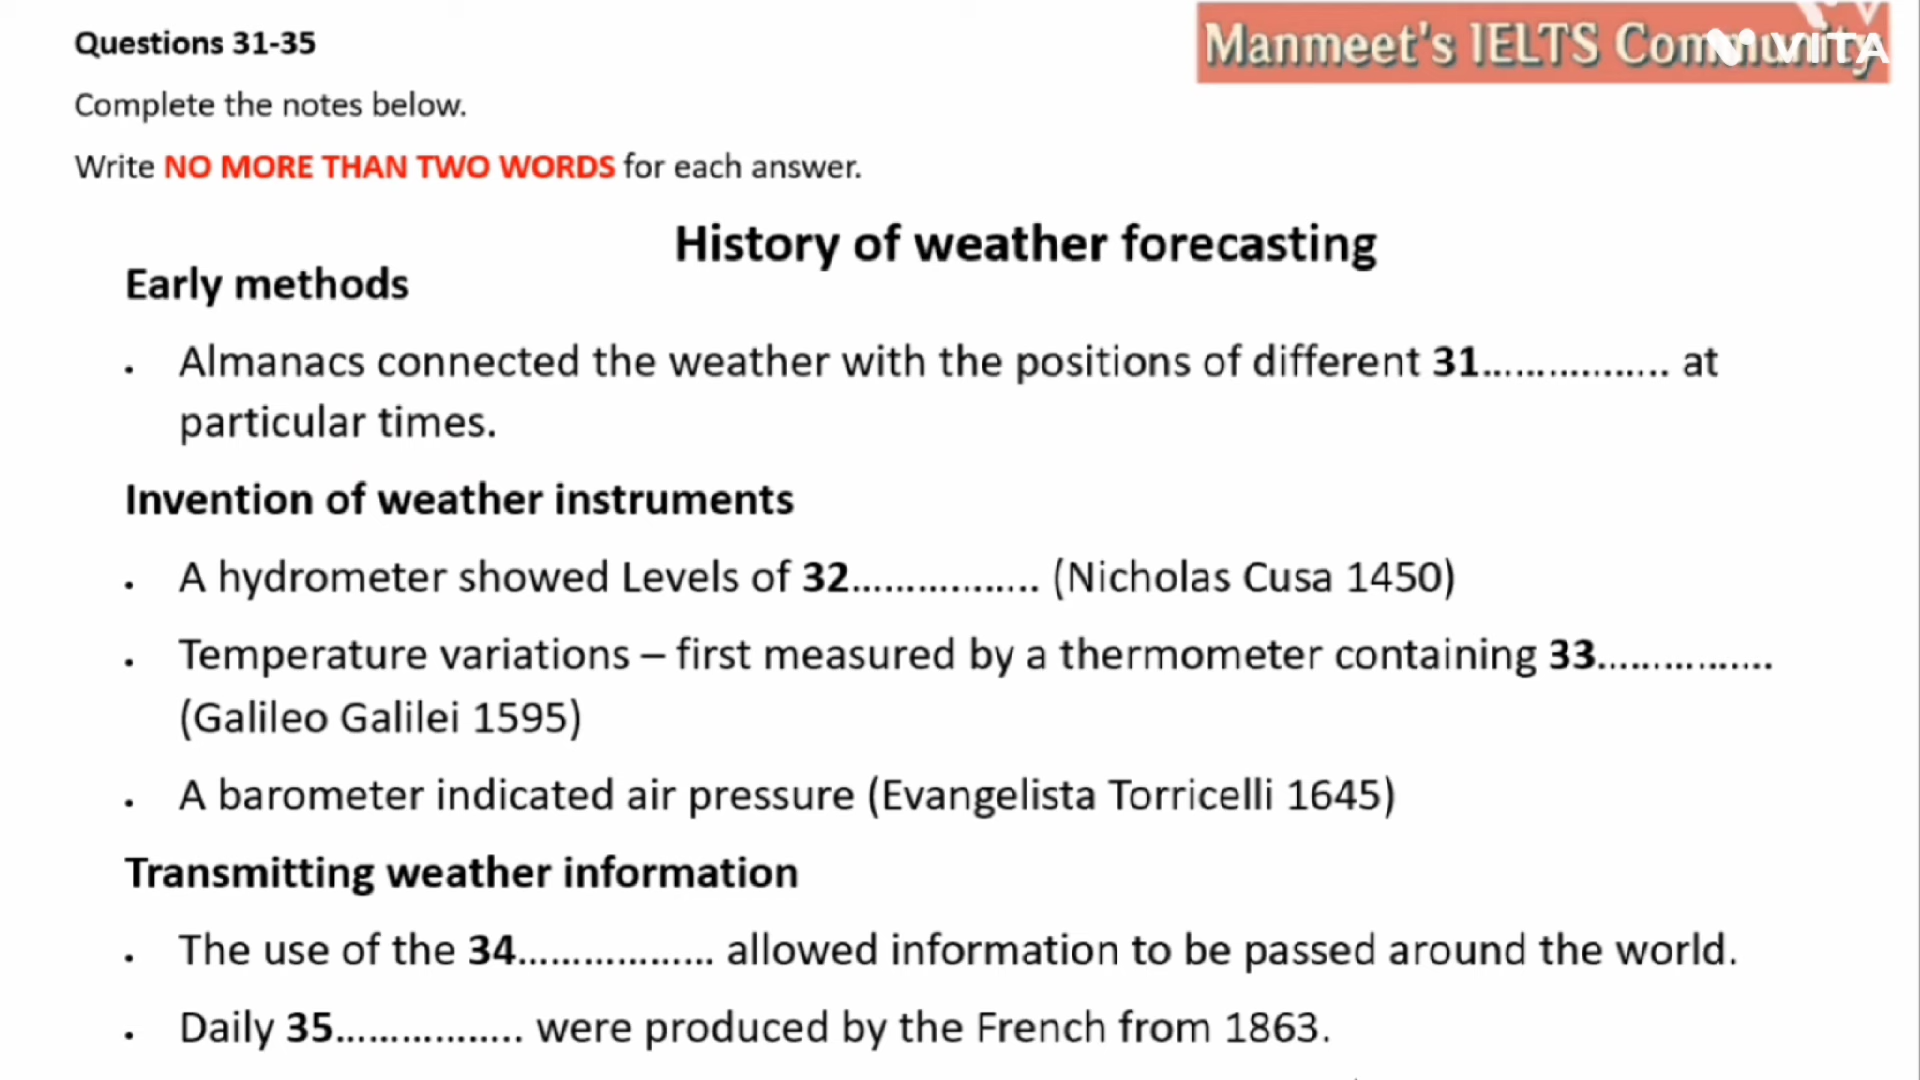 Questions 31-35
Manmeet's IELTS Community
VITA
Complete the notes below.
Write NO MORE THAN TWO WORDS for each answer.
History of weather forecasting
Early methods
• Almanacs connected the weather with the positions of different 31.................. at
particular times.
Invention of weather instruments
• A hydrometer showed Levels of 32.................. (Nicholas Cusa 1450)
• Temperature variations – first measured by a thermometer containing 33..................
(Galileo Galilei 1595)
• A barometer indicated air pressure (Evangelista Torricelli 1645)
Transmitting weather information
• The use of the 34.................. allowed information to be passed around the world.
• Daily 35.................. were produced by the French from 1863.